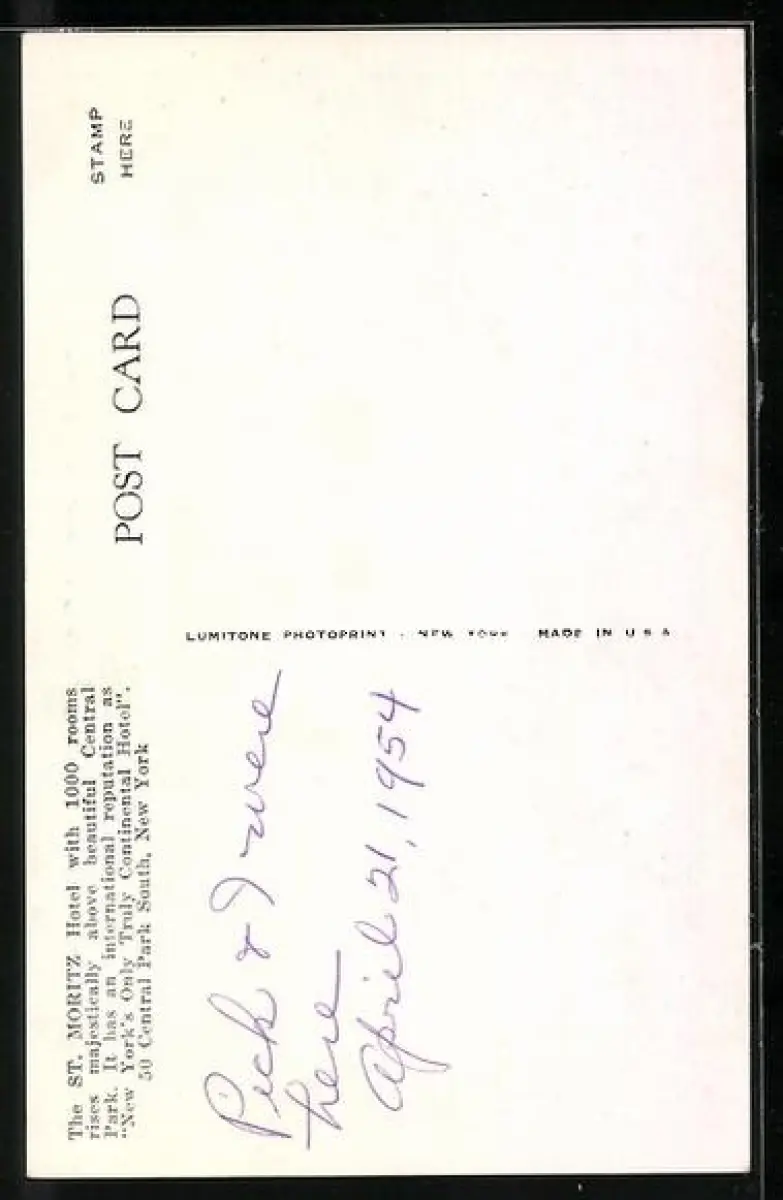 The ST. MORITZ Hotel with 1000 rooms
rises majestically above beautiful Central
Park. It has an international reputation as
"New York's Only Truly Continental Hotel".
50 Central Park South, New York
POST CARD
STAMP
HERE
LUMITONE PHOTOPRINT - NEW YORK MADE IN U S A
& I were
here
April 21, 1954